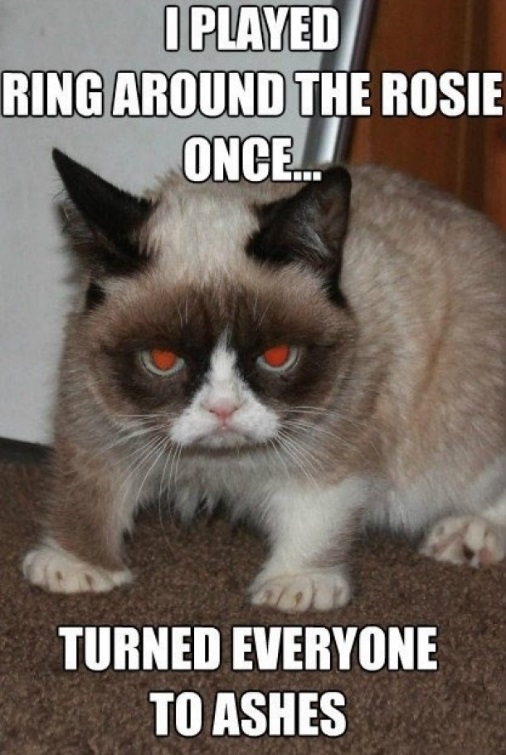 I PLAYED
RING AROUND THE ROSIE
ONCE...
TURNED EVERYONE
TO ASHES